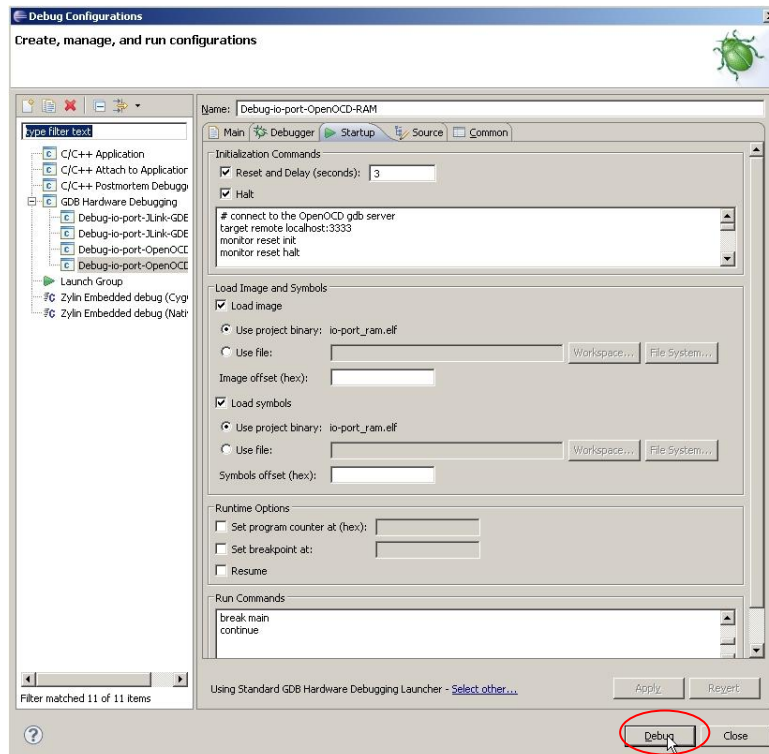 Debug Configurations
Create, manage, and run configurations
type filter text
C/C++ Application
C/C++ Attach to Application
C/C++ Postmortem Debugge
GDB Hardware Debugging
Debug-io-port-JLink-GDE
Debug-io-port-JLink-GDE
Debug-io-port-OpenOCD
Debug-io-port-OpenOCD
Launch Group
Zylin Embedded debug (Cyg
Zylin Embedded debug (Nati
Filter matched 11 of 11 items
Name: Debug-io-port-OpenOCD-RAM
Main Debugger Startup Source Common
Initialization Commands
Reset and Delay (seconds): 3
Halt
# connect to the OpenOCD gdb server
target remote localhost:3333
monitor reset init
monitor reset halt
Load Image and Symbols
Load image
Use project binary: io-port_ram.elf
Use file: Workspace... File System...
Image offset (hex):
Load symbols
Use project binary: io-port_ram.elf
Use file: Workspace... File System...
Symbols offset (hex):
Runtime Options
Set program counter at (hex):
Set breakpoint at:
Resume
Run Commands
break main
continue
Using Standard GDB Hardware Debugging Launcher - Select other...
Apply Revert
? Debug Close